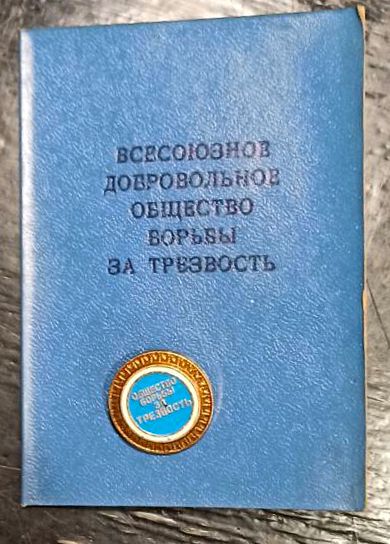 ВСЕСОЮЗНОЕ
ДОБРОВОЛЬНОЕ
ОБЩЕСТВО
БОРЬБЫ
ЗА ТРЕЗВОСТЬ
ОБЩЕСТВО
БОРЬБЫ
ЗА
ТРЕЗВОСТЬ